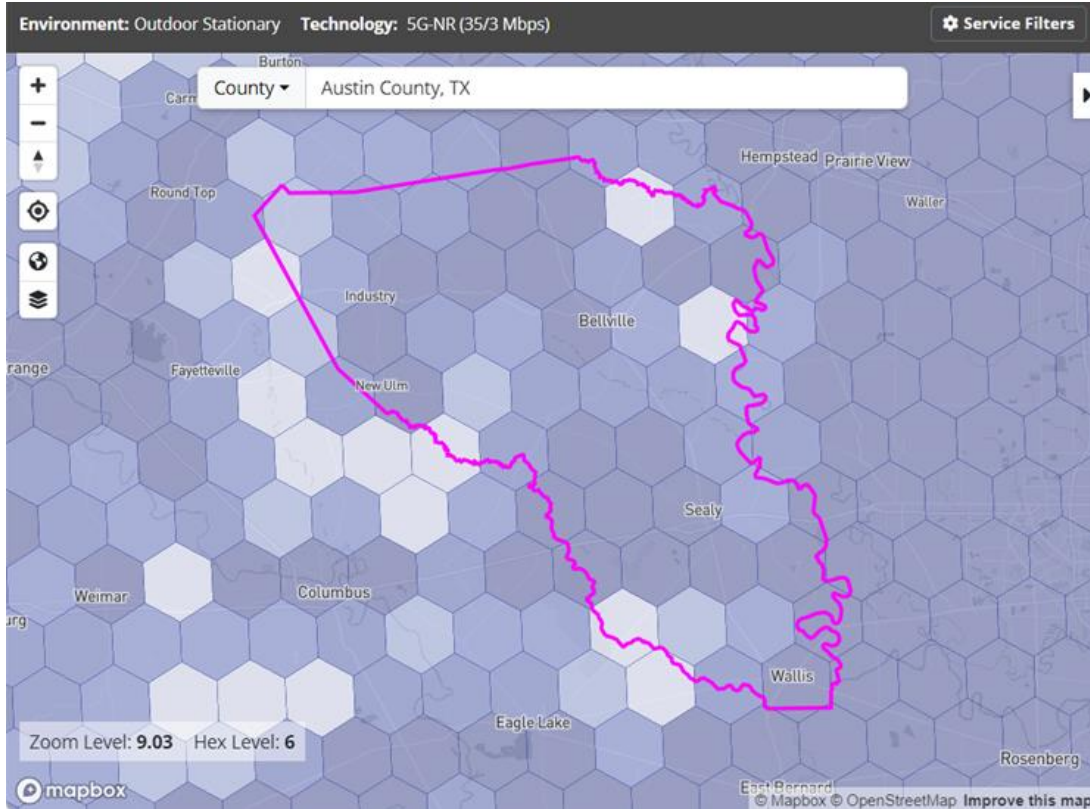 Environment: Outdoor Stationary Technology: 5G-NR (35/3 Mbps)
Service Filters
Burton
County
Austin County, TX
Carm
Hempstead
Prairie View
Round Top
Waller
Industry
Bellville
range
Fayetteville
New Ulm
Sealy
Weimar
Columbus
urg
Wallis
Eagle Lake
Zoom Level: 9.03 Hex Level: 6
Rosenberg
East Bernard
mapbox
© Mapbox © OpenStreetMap Improve this map